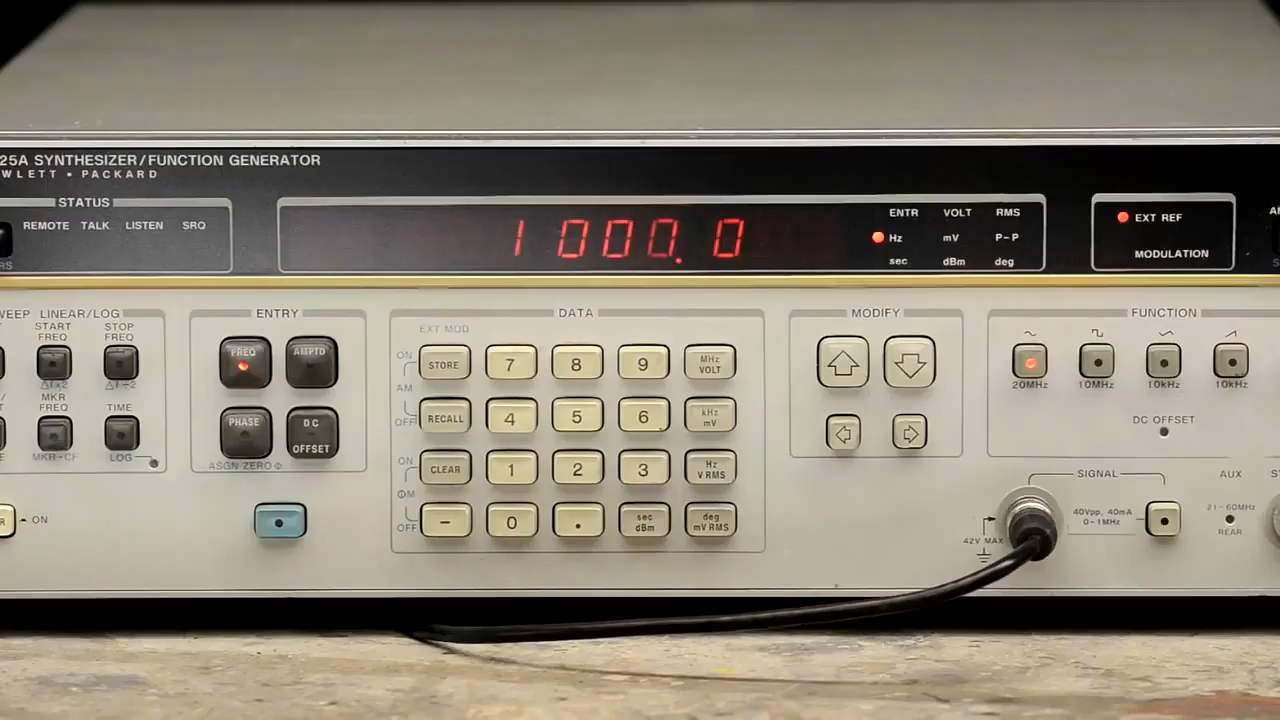 25A SYNTHESIZER/FUNCTION GENERATOR
WLETT • PACKARD
STATUS
REMOTE TALK LISTEN SRQ
RS
1 000. 0
ENTR VOLT RMS
Hz mV P-P
sec dBm deg
EXT REF
MODULATION
WEEP LINEAR/LOG
START FREQ
STOP FREQ
MKR FREQ
TIME
MKR-CF
LOG
R
ON
ENTRY
FREQ
AMPTD
PHASE
DC OFFSET
ASGN ZERO Φ
DATA
EXT MOD
ON
AM
OFF
ON
ΦM
OFF
STORE 7 8 9 MHz VOLT
RECALL 4 5 6 kHz mV
CLEAR 1 2 3 Hz V RMS
- 0 . sec dBm deg mV RMS
MODIFY
FUNCTION
20MHz 10MHz 10kHz 10kHz
DC OFFSET
SIGNAL
AUX
42V MAX
40Vpp, 40mA
0-1MHz
21-60MHz
REAR